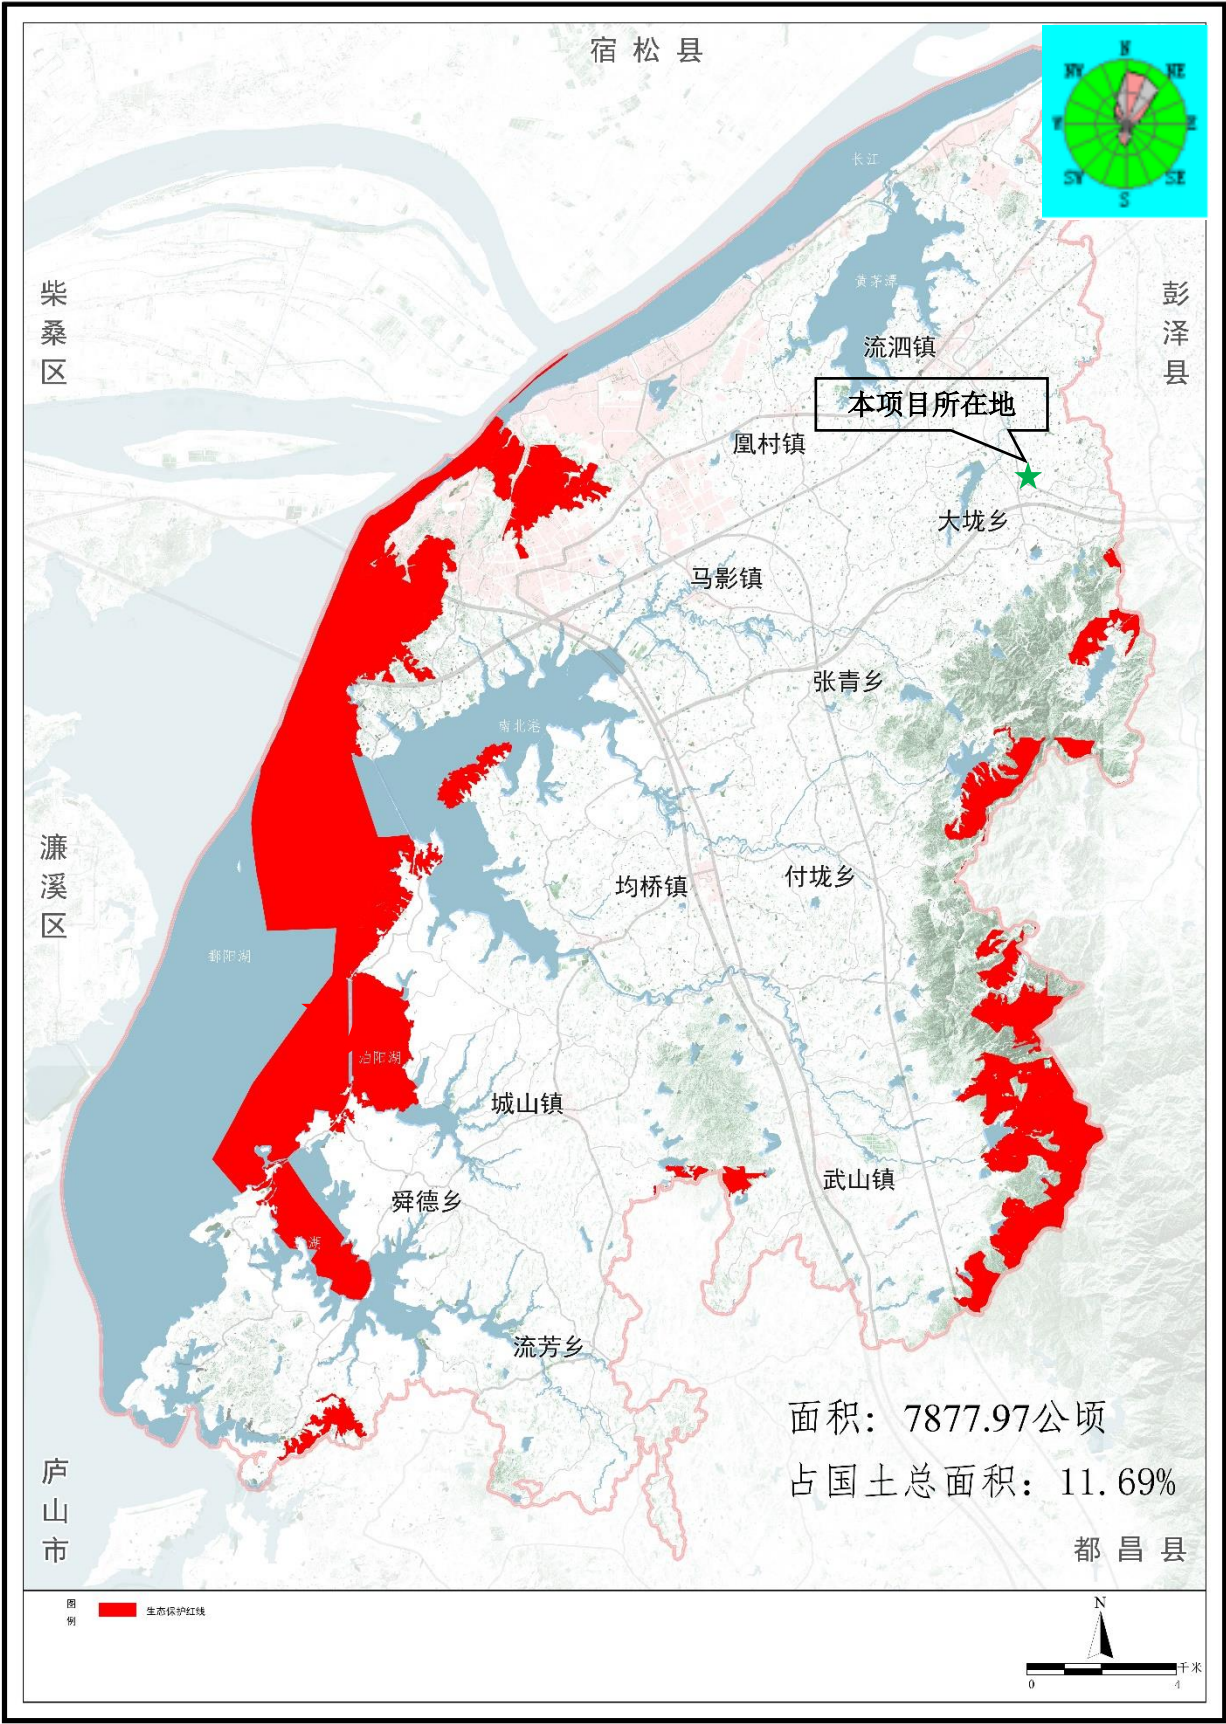 宿松县
N
NE
E
SE
S
SW
W
NW
长江
柴桑区
彭泽县
黄茅潭
流泗镇
本项目所在地
凰村镇
大垅乡
马影镇
张青乡
南北港
濂溪区
均桥镇
付垅乡
鄱阳湖
泊阳湖
城山镇
武山镇
舜德乡
湖
流芳乡
面积：7877.97公顷
占国土总面积：11.69%
庐山市
都昌县
图例
生态保护红线
N
千米
0 4